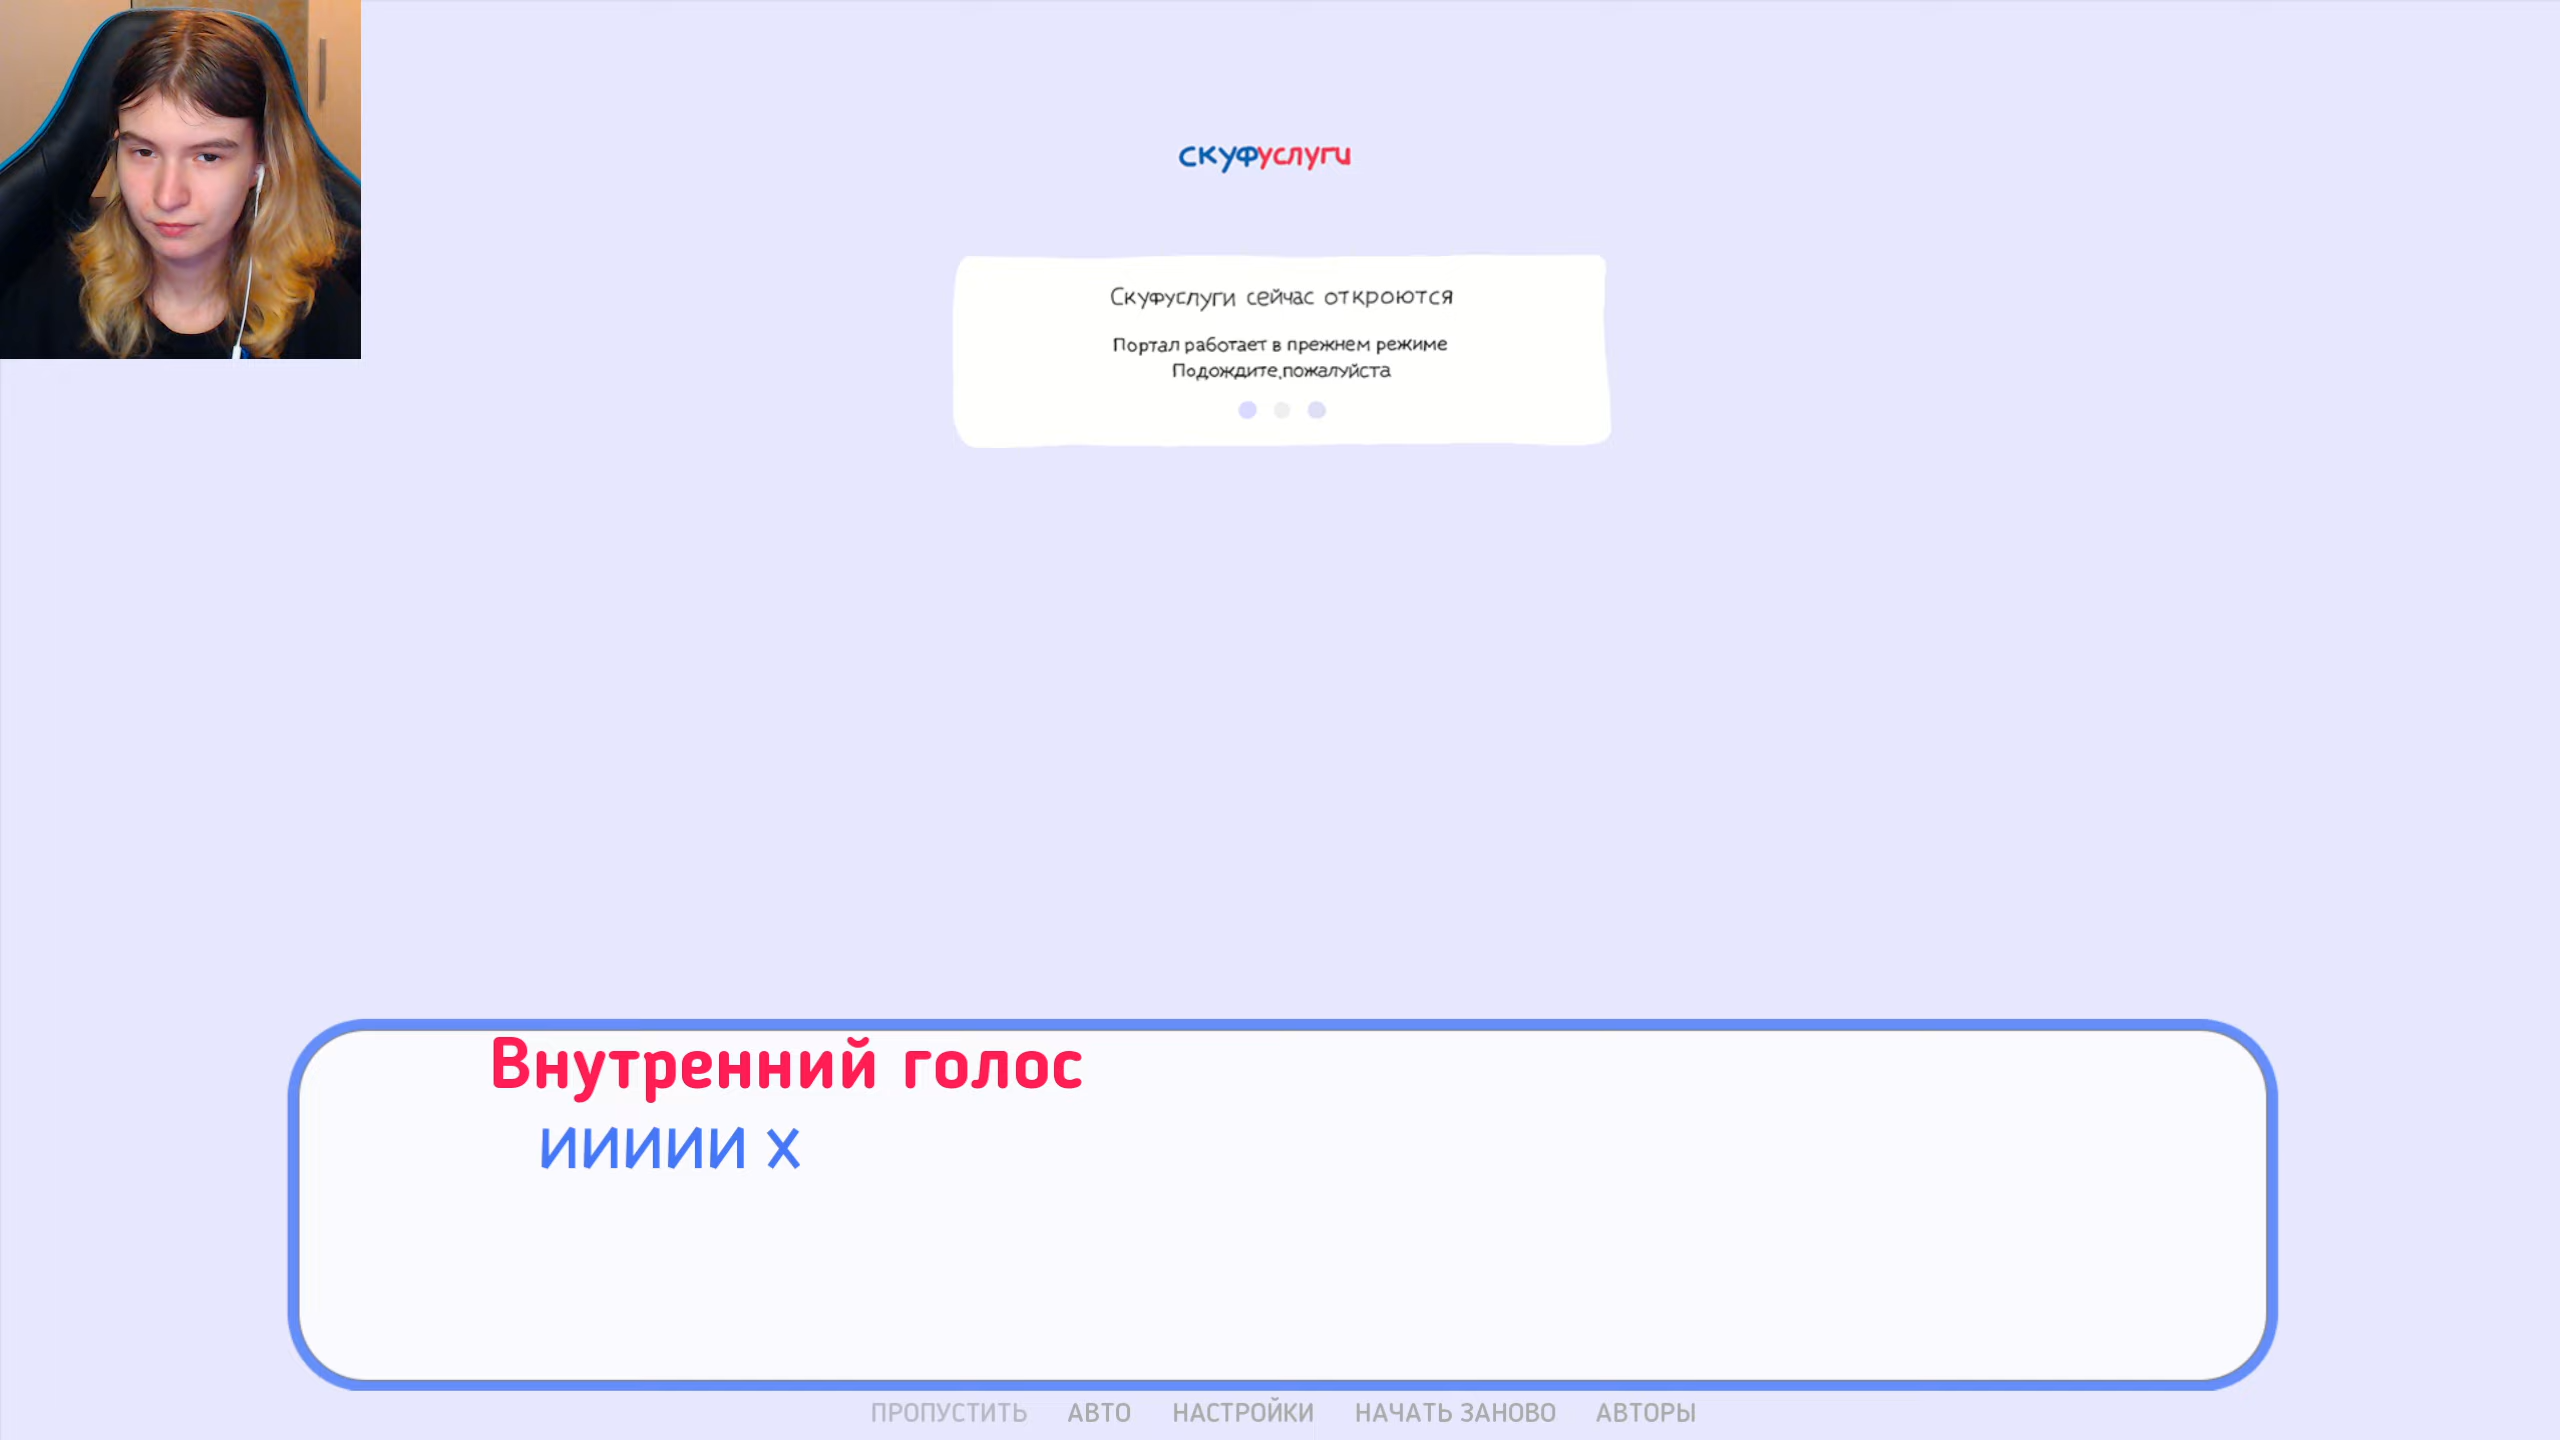 скуфуслуги
Скуфуслуги сейчас откроются
Портал работает в прежнем режиме
Подождите,пожалуйста
Внутренний голос
ИИИИИ Х
ПРОПУСТИТЬ АВТО НАСТРОЙКИ НАЧАТЬ ЗАНОВО АВТОРЫ